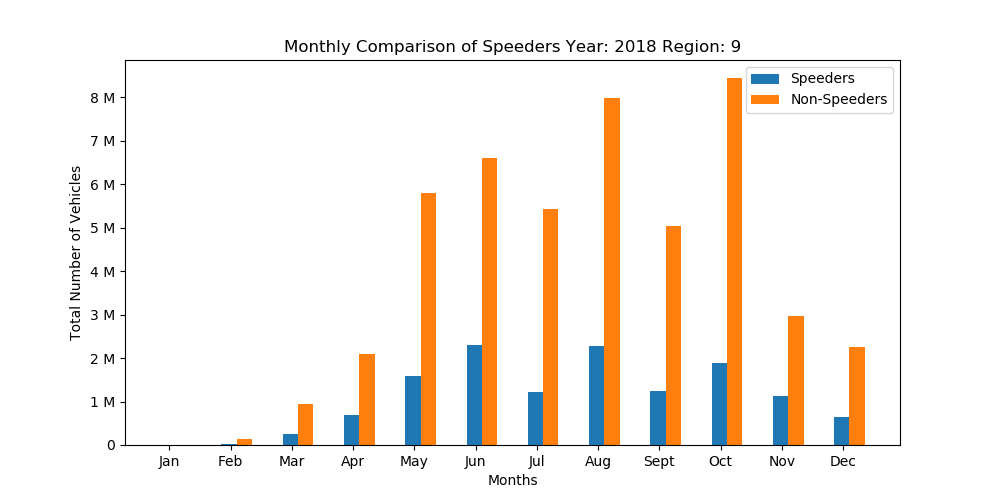 Monthly Comparison of Speeders Year: 2018 Region: 9
Speeders
Non-Speeders
Total Number of Vehicles
8 M
7 M
6 M
5 M
4 M
3 M
2 M
1 M
0
Jan Feb Mar Apr May Jun Jul Aug Sept Oct Nov Dec
Months